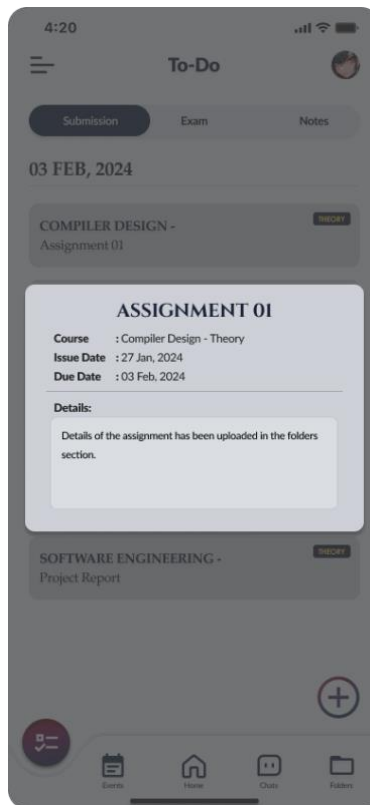 4:20
To-Do
Submission Exam Notes
03 FEB, 2024
COMPILER DESIGN - THEORY
Assignment 01
ASSIGNMENT 01
Course : Compiler Design - Theory
Issue Date : 27 Jan, 2024
Due Date : 03 Feb, 2024
Details:
Details of the assignment has been uploaded in the folders
section.
SOFTWARE ENGINEERING - THEORY
Project Report
Events Home Chats Folders